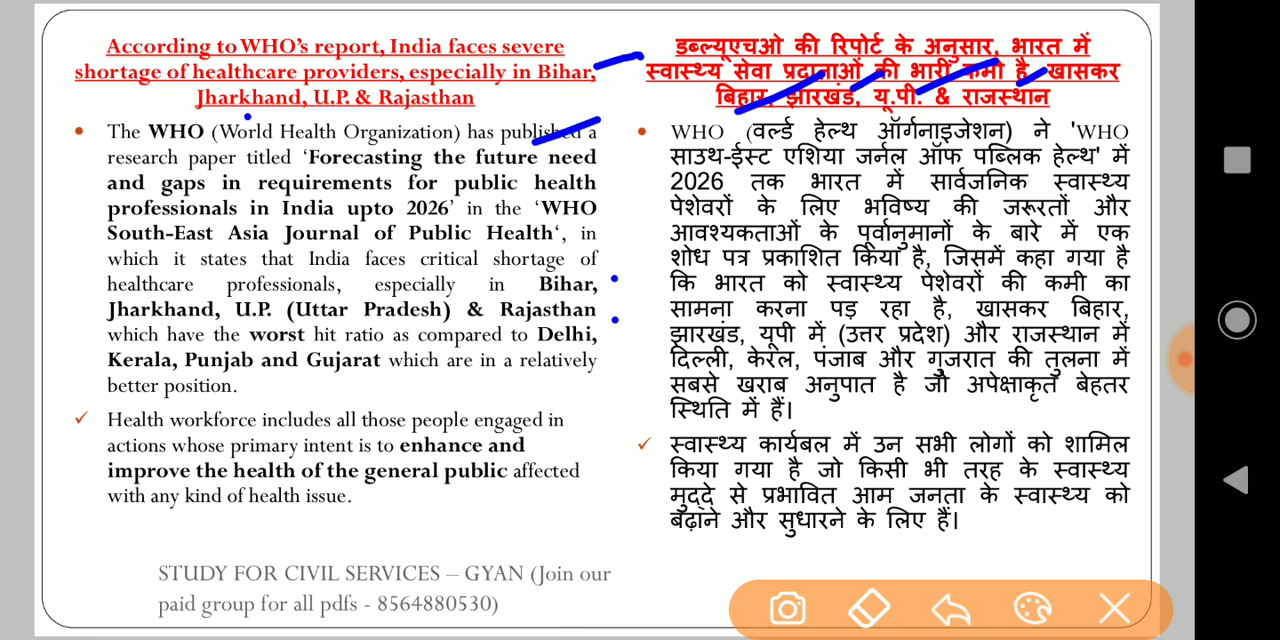 According to WHO's report, India faces severe
shortage of healthcare providers, especially in Bihar,
Jharkhand, U.P. & Rajasthan
The WHO (World Health Organization) has published a
research paper titled ‘Forecasting the future need
and gaps in requirements for public health
professionals in India upto 2026’ in the ‘WHO
South-East Asia Journal of Public Health‘, in
which it states that India faces critical shortage of
healthcare professionals, especially in Bihar,
Jharkhand, U.P. (Uttar Pradesh) & Rajasthan
which have the worst hit ratio as compared to Delhi,
Kerala, Punjab and Gujarat which are in a relatively
better position.
Health workforce includes all those people engaged in
actions whose primary intent is to enhance and
improve the health of the general public affected
with any kind of health issue.
डब्ल्यूएचओ की रिपोर्ट के अनुसार, भारत में
स्वास्थ्य सेवा प्रदाताओं की भारी कमी है, खासकर
बिहार, झारखंड, यू.पी. & राजस्थान
WHO (वर्ल्ड हेल्थ ऑर्गनाइजेशन) ने 'WHO
साउथ-ईस्ट एशिया जर्नल ऑफ पब्लिक हेल्थ' में
2026 तक भारत में सार्वजनिक स्वास्थ्य
पेशेवरों के लिए भविष्य की जरूरतों और
आवश्यकताओं के पूर्वानुमानों के बारे में एक
शोध पत्र प्रकाशित किया है, जिसमें कहा गया है
कि भारत को स्वास्थ्य पेशेवरों की कमी का
सामना करना पड़ रहा है, खासकर बिहार,
झारखंड, यूपी में (उत्तर प्रदेश) और राजस्थान में
दिल्ली, केरल, पंजाब और गुजरात की तुलना में
सबसे खराब अनुपात है जो अपेक्षाकृत बेहतर
स्थिति में हैं।
स्वास्थ्य कार्यबल में उन सभी लोगों को शामिल
किया गया है जो किसी भी तरह के स्वास्थ्य
मुद्दे से प्रभावित आम जनता के स्वास्थ्य को
बढ़ाने और सुधारने के लिए हैं।
STUDY FOR CIVIL SERVICES – GYAN (Join our
paid group for all pdfs - 8564880530)